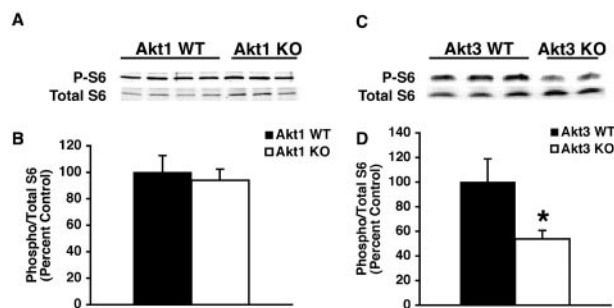 A
Akt1 WT Akt1 KO
P-S6
Total S6
B
Akt1 WT
Akt1 KO
Phospho/Total S6
(Percent Control)
120
100
80
60
40
20
0
C
Akt3 WT Akt3 KO
P-S6
Total S6
D
Akt3 WT
Akt3 KO
Phospho/Total S6
(Percent Control)
140
120
100
80
60
40
20
0
*